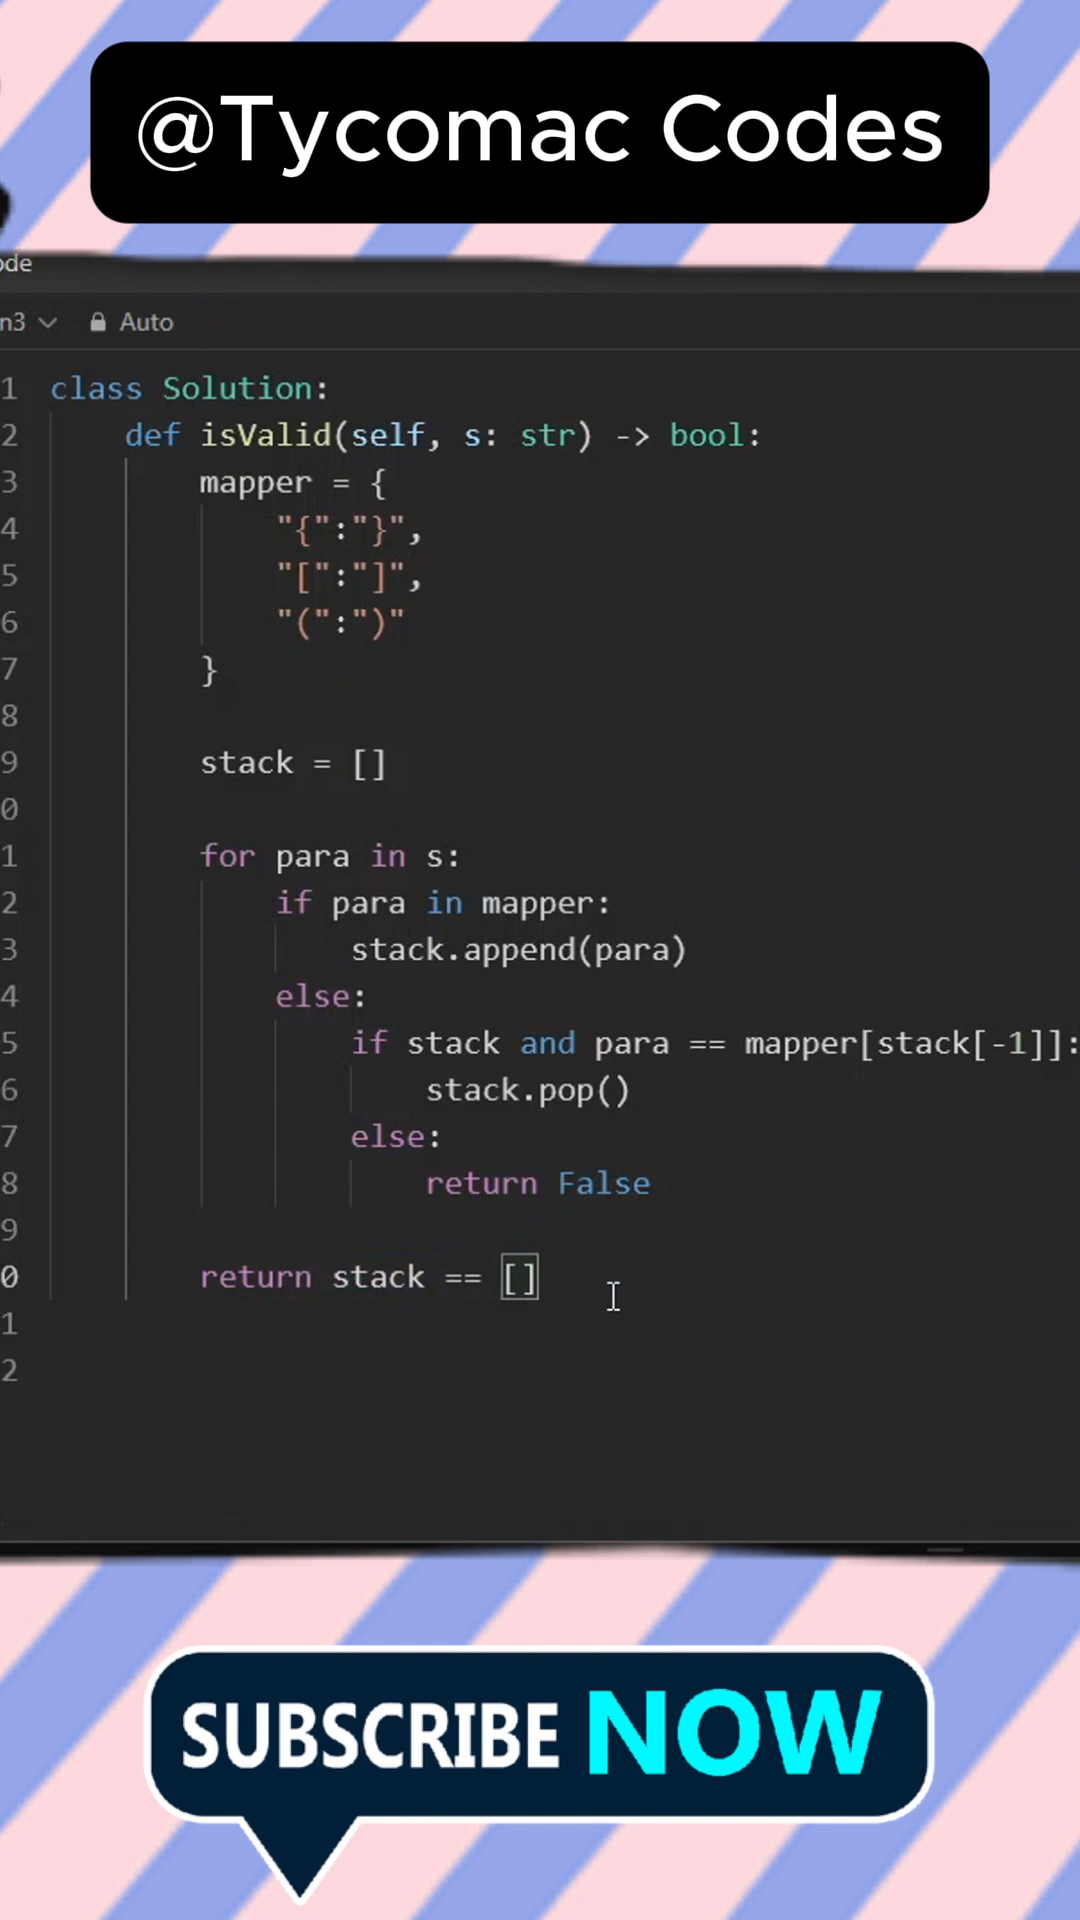 @Tycomac Codes
ode
n3 Auto
1 class Solution:
2 def isValid(self, s: str) -> bool:
3 mapper = {
4 "{":"}",
5 "[":"]",
6 "(":")"
7 }
8
9 stack = []
0
1 for para in s:
2 if para in mapper:
3 stack.append(para)
4 else:
5 if stack and para == mapper[stack[-1]]:
6 stack.pop()
7 else:
8 return False
9
0 return stack == []
1
2
SUBSCRIBE NOW